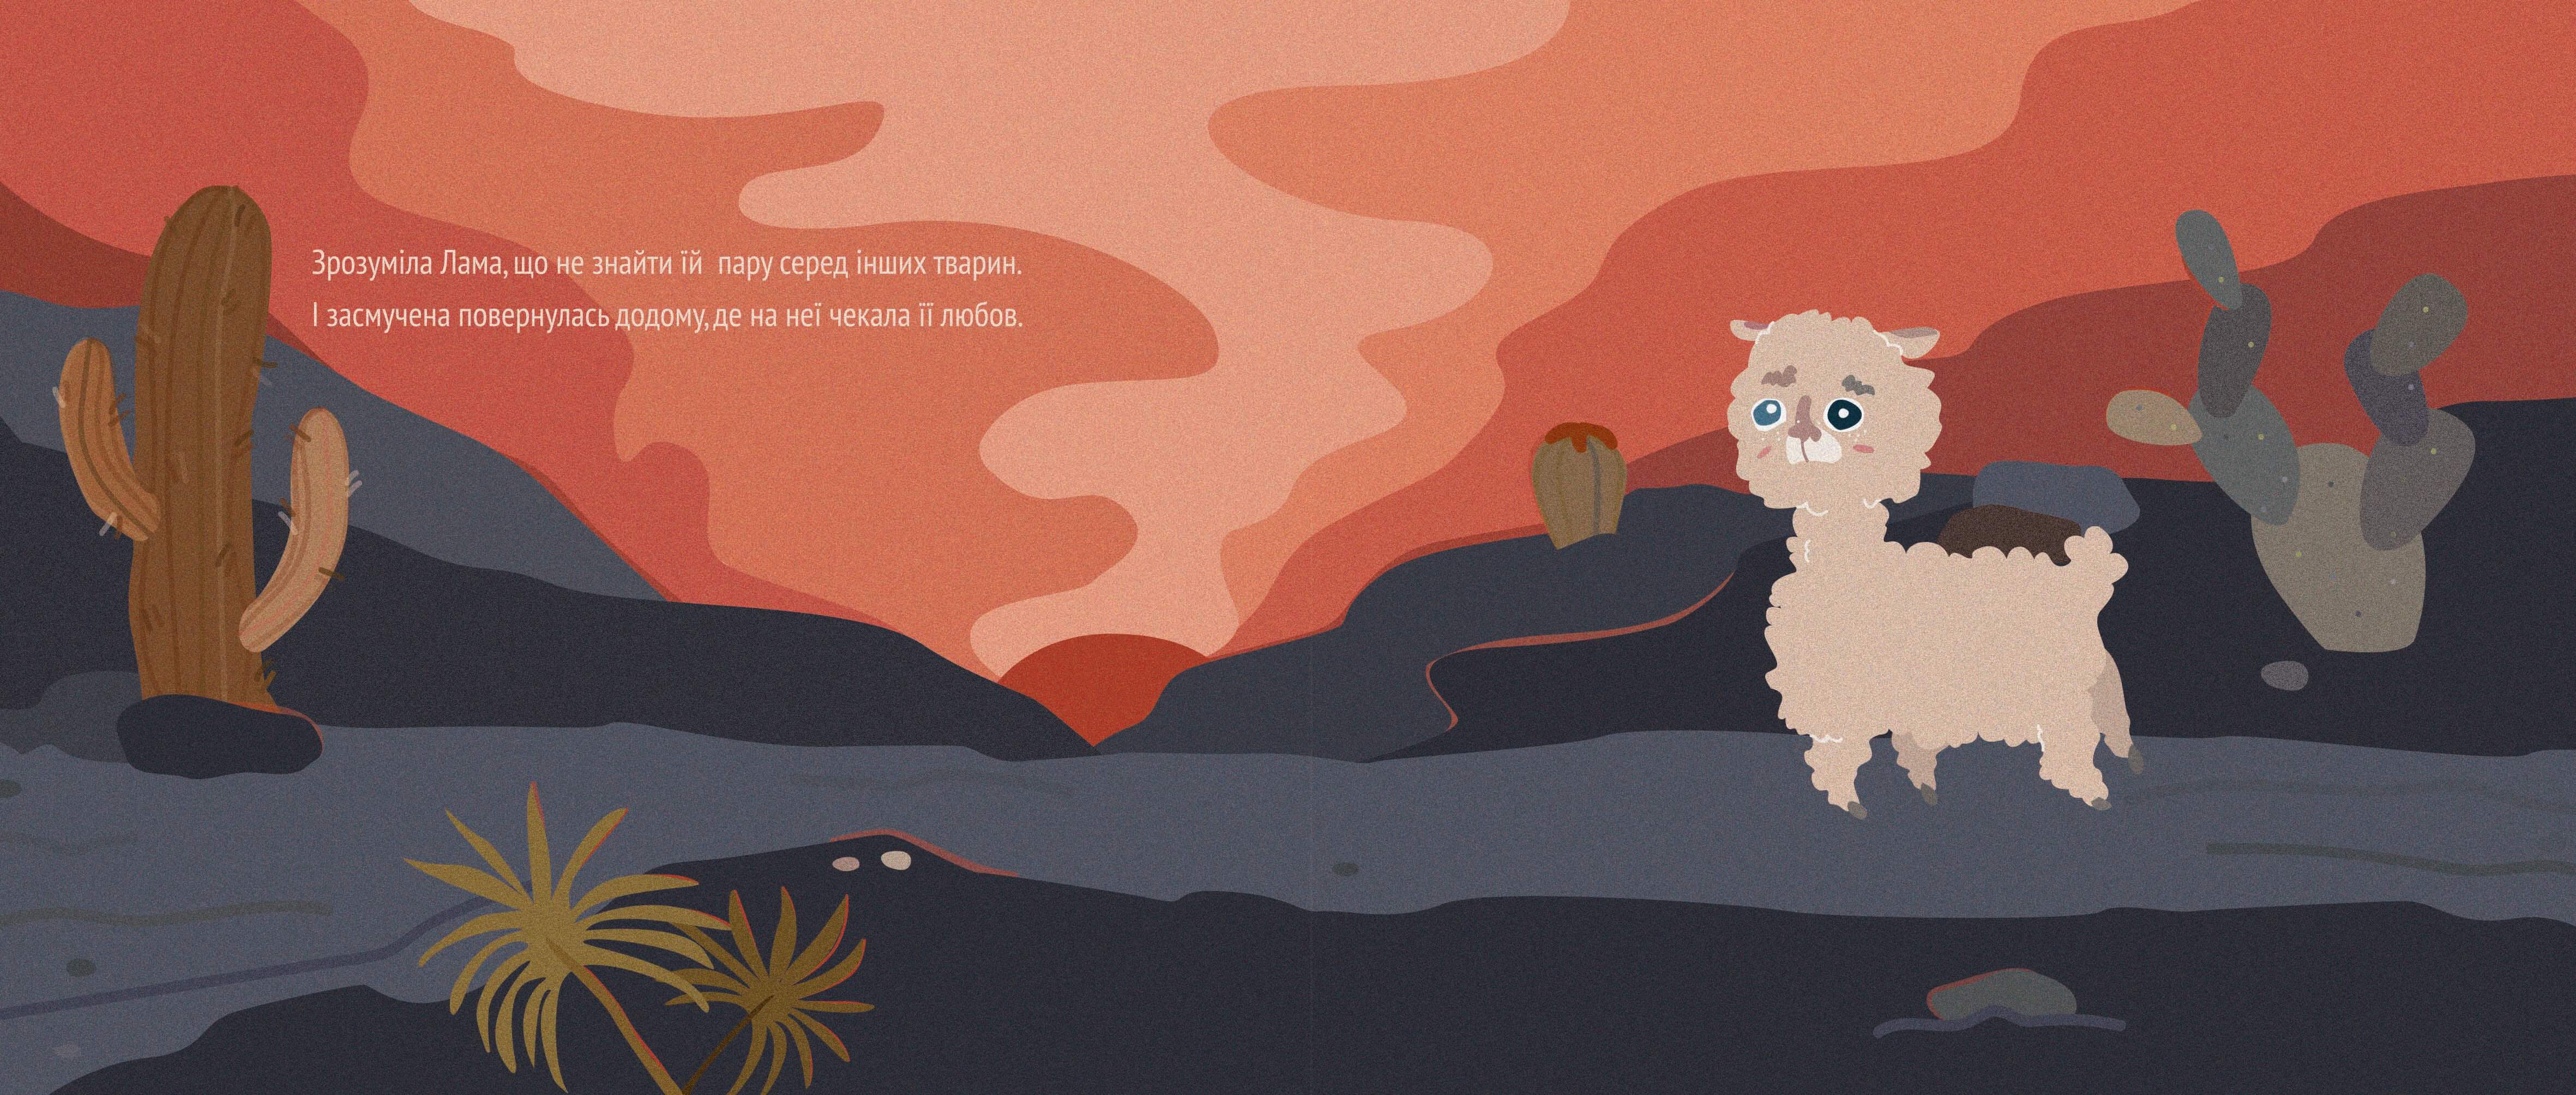 Зрозуміла Лама, що не знайти їй  пару серед інших тварин.
І засмучена повернулась додому, де на неї чекала її любов.